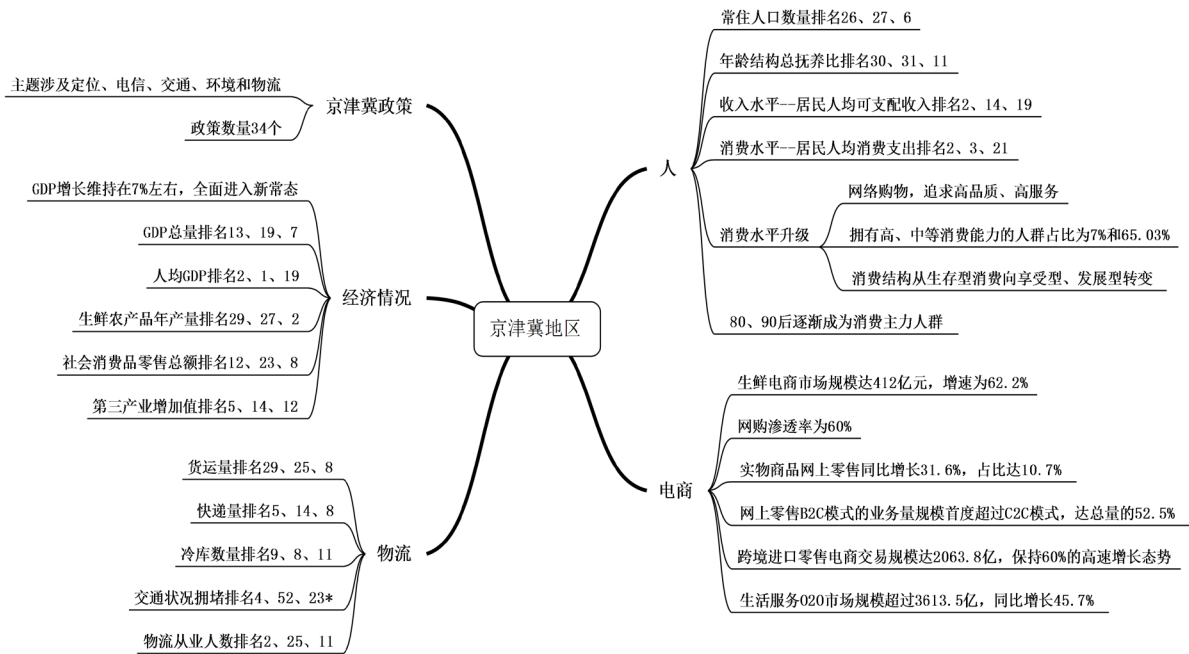 京津冀地区
京津冀政策
主题涉及定位、电信、交通、环境和物流
政策数量34个
经济情况
GDP增长维持在7%左右，全面进入新常态
GDP总量排名13、19、7
人均GDP排名2、1、19
生鲜农产品年产量排名29、27、2
社会消费品零售总额排名12、23、8
第三产业增加值排名5、14、12
物流
货运量排名29、25、8
快递量排名5、14、8
冷库数量排名9、8、11
交通状况拥堵排名4、52、23*
物流从业人数排名2、25、11
人
常住人口数量排名26、27、6
年龄结构总抚养比排名30、31、11
收入水平--居民人均可支配收入排名2、14、19
消费水平--居民人均消费支出排名2、3、21
消费水平升级
网络购物，追求高品质、高服务
拥有高、中等消费能力的人群占比为7%和65.03%
消费结构从生存型消费向享受型、发展型转变
80、90后逐渐成为消费主力人群
电商
生鲜电商市场规模达412亿元，增速为62.2%
网购渗透率为60%
实物商品网上零售同比增长31.6%，占比达10.7%
网上零售B2C模式的业务量规模首度超过C2C模式，达总量的52.5%
跨境进口零售电商交易规模达2063.8亿，保持60%的高速增长态势
生活服务O2O市场规模超过3613.5亿，同比增长45.7%